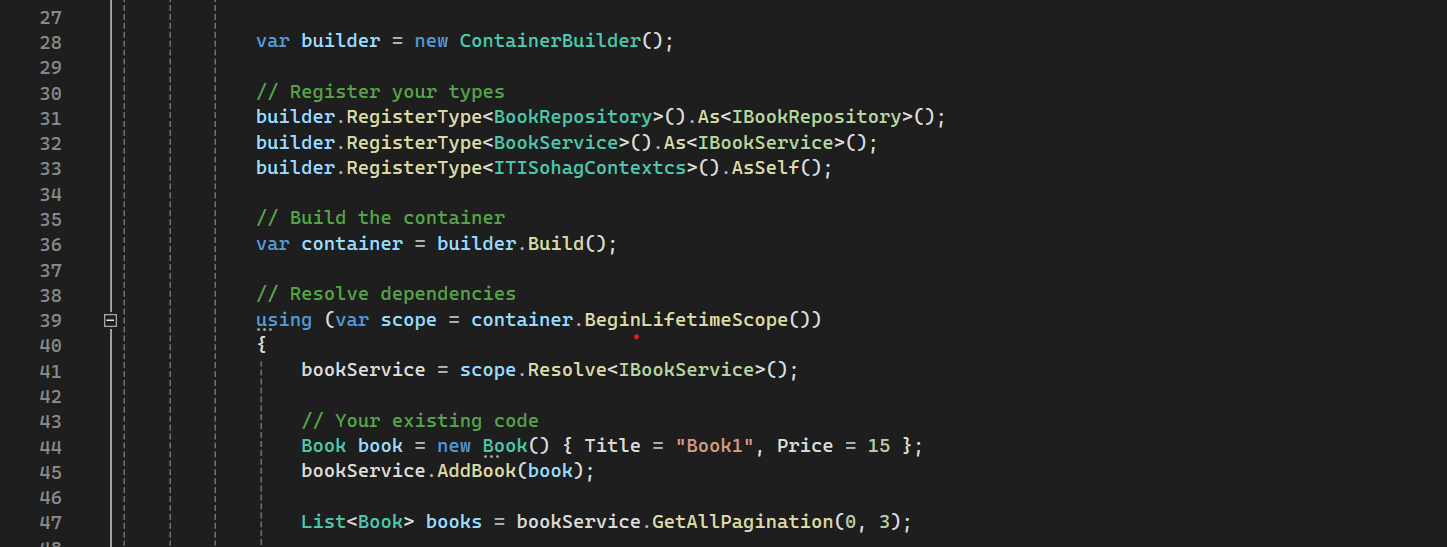 27
28 var builder = new ContainerBuilder();
29
30 // Register your types
31 builder.RegisterType<BookRepository>().As<IBookRepository>();
32 builder.RegisterType<BookService>().As<IBookService>();
33 builder.RegisterType<ITISohagContextcs>().AsSelf();
34
35 // Build the container
36 var container = builder.Build();
37
38 // Resolve dependencies
39 using (var scope = container.BeginLifetimeScope())
40 {
41 bookService = scope.Resolve<IBookService>();
42
43 // Your existing code
44 Book book = new Book() { Title = "Book1", Price = 15 };
45 bookService.AddBook(book);
46
47 List<Book> books = bookService.GetAllPagination(0, 3);
48